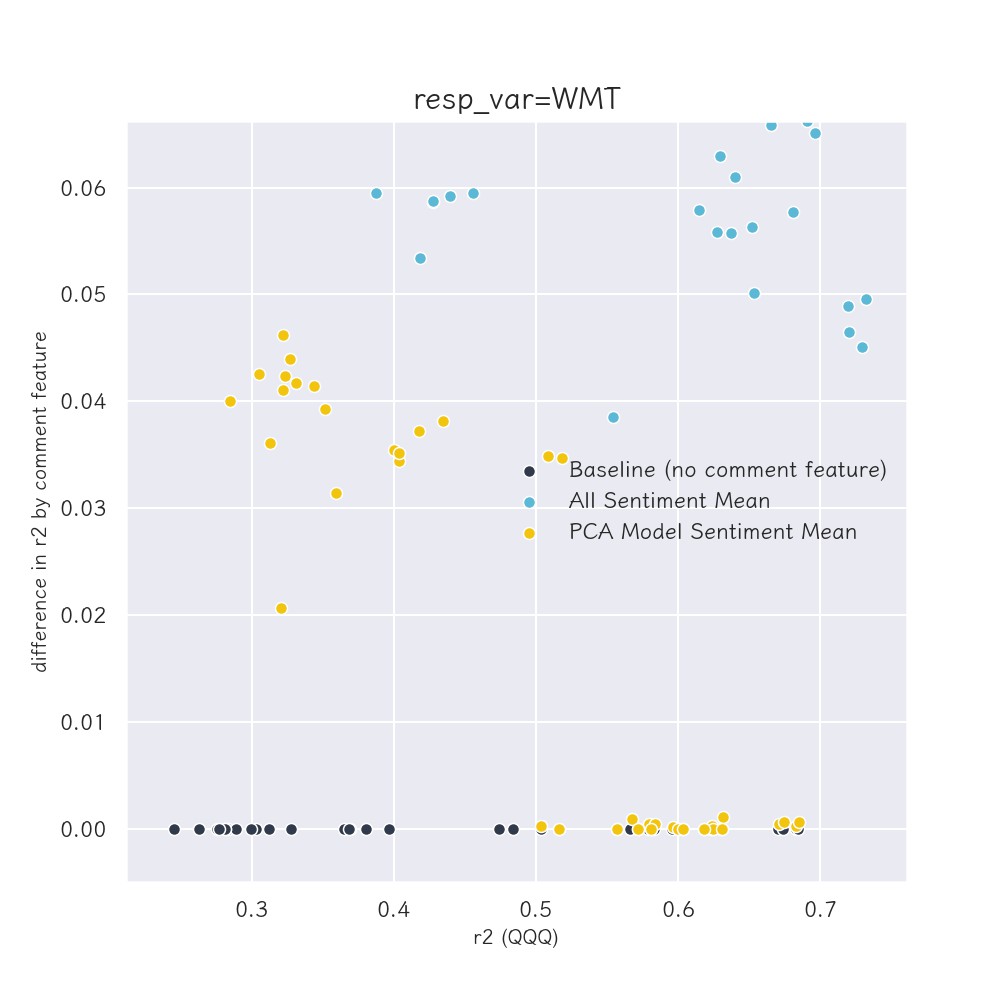 resp_var=WMT
0.06
0.05
0.04
0.03
0.02
0.01
0.00
difference in r2 by comment feature
Baseline (no comment feature)
All Sentiment Mean
PCA Model Sentiment Mean
0.3 0.4 0.5 0.6 0.7
r2 (QQQ)